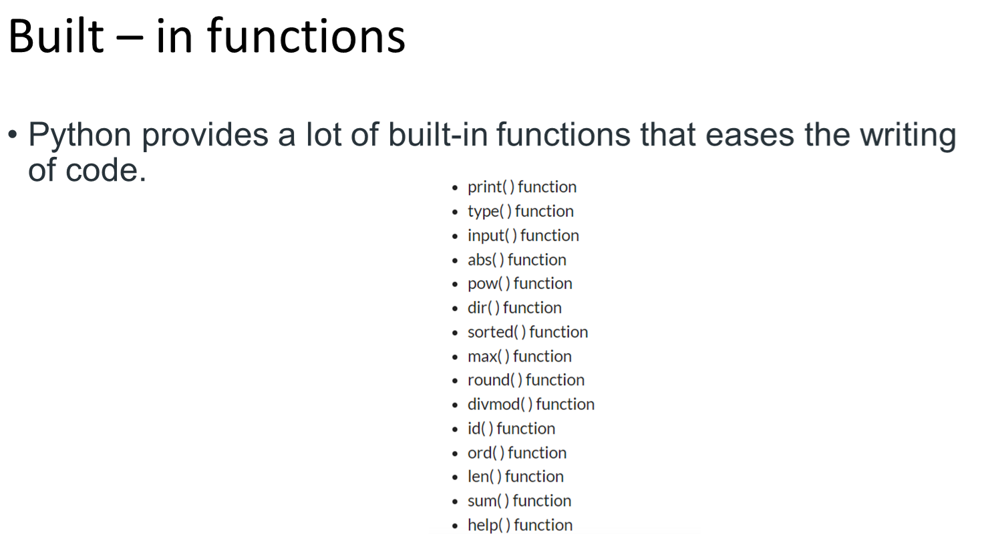 Built – in functions
• Python provides a lot of built-in functions that eases the writing
of code.
• print( ) function
• type( ) function
• input( ) function
• abs( ) function
• pow( ) function
• dir( ) function
• sorted( ) function
• max( ) function
• round( ) function
• divmod( ) function
• id( ) function
• ord( ) function
• len( ) function
• sum( ) function
• help( ) function